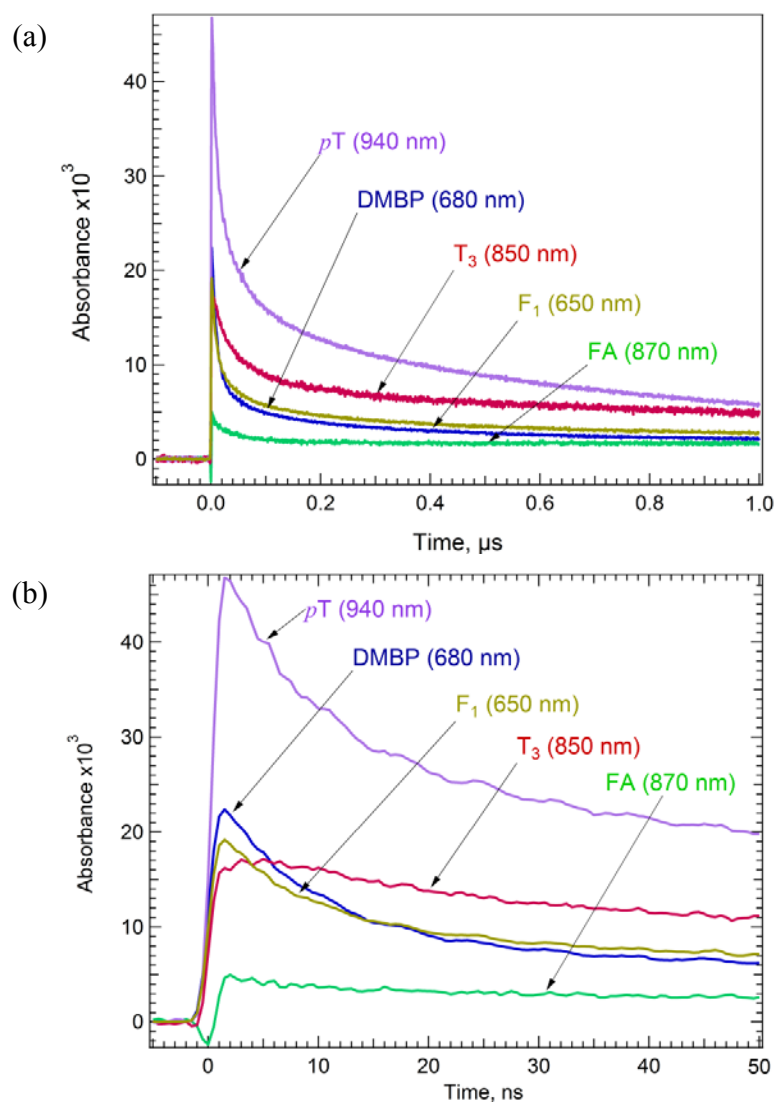 (a)
Absorbance x10³
40
30
20
10
0
pT (940 nm)
DMBP (680 nm)
T₃ (850 nm)
F₁ (650 nm)
FA (870 nm)
0.0 0.2 0.4 0.6 0.8 1.0
Time, µs
(b)
Absorbance x10³
40
30
20
10
0
pT (940 nm)
DMBP (680 nm)
F₁ (650 nm)
T₃ (850 nm)
FA (870 nm)
0 10 20 30 40 50
Time, ns